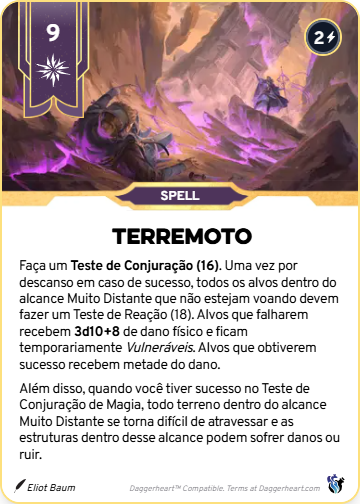 9
2
SPELL
TERREMOTO
Faça um Teste de Conjuração (16). Uma vez por
descanso em caso de sucesso, todos os alvos dentro do
alcance Muito Distante que não estejam voando devem
fazer um Teste de Reação (18). Alvos que falharem
recebem 3d10+8 de dano físico e ficam
temporariamente Vulneráveis. Alvos que obtiverem
sucesso recebem metade do dano.
Além disso, quando você tiver sucesso no Teste de
Conjuração de Magia, todo terreno dentro do alcance
Muito Distante se torna difícil de atravessar e as
estruturas dentro desse alcance podem sofrer danos ou
ruir.
Eliot Baum
Daggerheart™ Compatible. Terms at Daggerheart.com